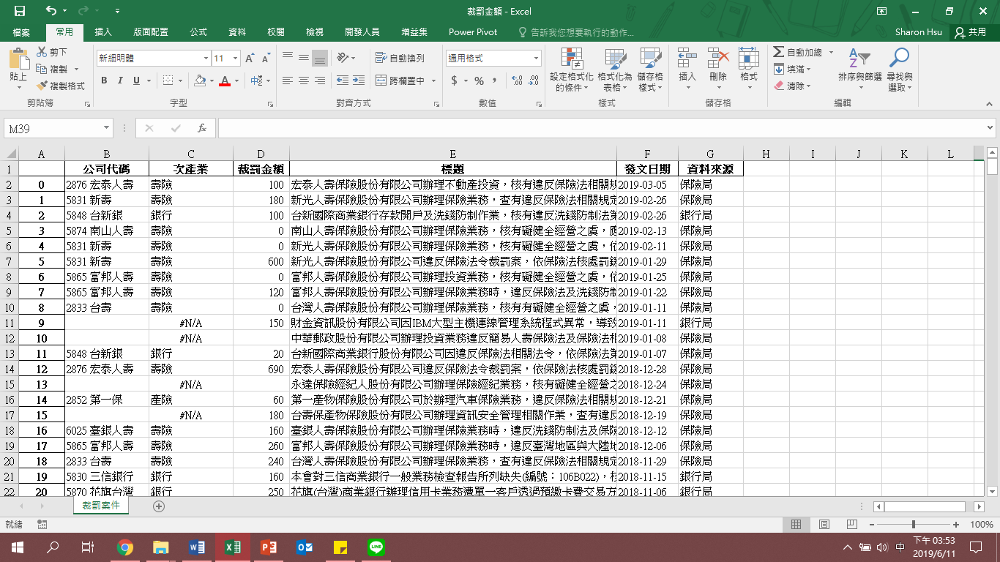 裁罰金額 - Excel
檔案 常用 插入 版面配置 公式 資料 校閱 檢視 開發人員 增益集 Power Pivot 告訴我您想要執行的動作... Sharon Hsu 共用
貼上 剪下 複製 複製格式 剪貼簿
新細明體 11 B I U A 中 字型
自動換列 跨欄置中 對齊方式
通用格式 $ % , 數值
設定格式化的條件 格式化為表格 儲存格樣式 樣式
插入 刪除 格式 儲存格
自動加總 填滿 清除 排序與篩選 尋找與選取 編輯
M39 fx
A B C D E F G H I J K L
1 公司代碼 次產業 裁罰金額 標題 發文日期 資料來源
2 0 2876 宏泰人壽 壽險 100 宏泰人壽保險股份有限公司辦理不動產投資，核有違反保險法相關規 2019-03-05 保險局
3 1 5831 新壽 壽險 180 新光人壽保險股份有限公司辦理保險業務，查有違反保險法相關規定 2019-02-26 保險局
4 2 5848 台新銀 銀行 100 台新國際商業銀行存款開戶及洗錢防制作業，核有違反洗錢防制法第 2019-02-26 銀行局
5 3 5874 南山人壽 壽險 0 南山人壽保險股份有限公司辦理保險業務，核有礙健全經營之虞，應 2019-02-13 保險局
6 4 5831 新壽 壽險 0 新光人壽保險股份有限公司辦理保險業務，核有礙健全經營之虞，依 2019-02-11 保險局
7 5 5831 新壽 壽險 600 新光人壽保險股份有限公司違反保險法令裁罰案，依保險法核處罰鍰 2019-01-29 保險局
8 6 5865 富邦人壽 壽險 0 富邦人壽保險股份有限公司辦理投資業務，核有礙健全經營之虞，依 2019-01-25 保險局
9 7 5865 富邦人壽 壽險 120 富邦人壽保險股份有限公司辦理保險業務時，違反保險法及洗錢防制 2019-01-22 保險局
10 8 2833 台壽 壽險 0 台灣人壽保險股份有限公司辦理保險業務，核有有礙健全經營之虞， 2019-01-11 保險局
11 9 #N/A 150 財金資訊股份有限公司因IBM大型主機連線管理系統程式異常，導致 2019-01-11 銀行局
12 10 #N/A 中華郵政股份有限公司辦理投資業務違反簡易人壽保險法及保險法相 2019-01-08 保險局
13 11 5848 台新銀 銀行 20 台新國際商業銀行股份有限公司因違反保險法相關法令，依保險法第 2019-01-07 保險局
14 12 2876 宏泰人壽 壽險 690 宏泰人壽保險股份有限公司違反保險法令裁罰案，依保險法核處罰鍰 2018-12-28 保險局
15 13 #N/A 永達保險經紀人股份有限公司辦理保險經紀業務，核有礙健全經營之 2018-12-24 保險局
16 14 2852 第一保 產險 60 第一產物保險股份有限公司於辦理汽車保險業務，違反保險法相關規 2018-12-21 保險局
17 15 #N/A 180 台壽保產物保險股份有限公司辦理資訊安全管理相關作業，查有違反 2018-12-19 保險局
18 16 6025 臺銀人壽 壽險 160 臺銀人壽保險股份有限公司辦理保險業務時，違反洗錢防制法及保險 2018-12-12 保險局
19 17 5865 富邦人壽 壽險 260 富邦人壽保險股份有限公司辦理保險業務時，違反臺灣地區與大陸地 2018-12-06 保險局
20 18 2833 台壽 壽險 240 台灣人壽保險股份有限公司辦理保險業務，查有違反保險法相關規定 2018-11-29 保險局
21 19 5830 三信銀行 銀行 160 本會對三信商業銀行一般業務檢查報告所列缺失(編號：106B022)， 2018-11-15 銀行局
22 20 5870 花旗台灣 銀行 250 花旗(台灣)商業銀行辦理信用卡業務遭單一客戶透過預繳卡費交易方 2018-11-06 銀行局
裁罰案件
就緒 100%
中 下午 03:53
2019/6/11